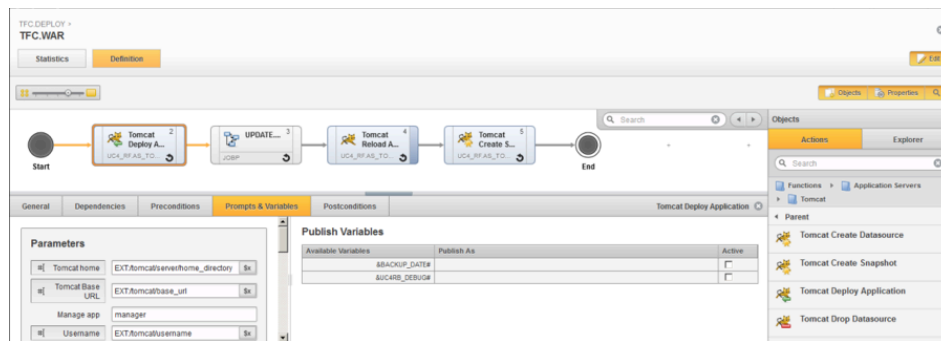 TFC.DEPLOY
TFC.WAR
Statistics
Definition
Edit
Objects
Properties
Search
Start
Tomcat Deploy A...
2
UC4_RF.AS_TO...
UPDATE....
3
JOBP
Tomcat Reload A...
4
UC4_RF.AS_TO...
Tomcat Create S...
5
UC4_RF.AS_TO...
End
Objects
Actions
Explorer
Search
Functions
Application Servers
Tomcat
Parent
Tomcat Create Datasource
Tomcat Create Snapshot
Tomcat Deploy Application
Tomcat Drop Datasource
General
Dependencies
Preconditions
Prompts & Variables
Postconditions
Tomcat Deploy Application
Parameters
Tomcat home
EXT:/tomcat/server/home_directory
$x
Tomcat Base URL
EXT:/tomcat/base_url
$x
Manage app
manager
Username
EXT:/tomcat/username
$x
Publish Variables
Available Variables
Publish As
Active
&BACKUP_DATE#
&UC4RB_DEBUG#